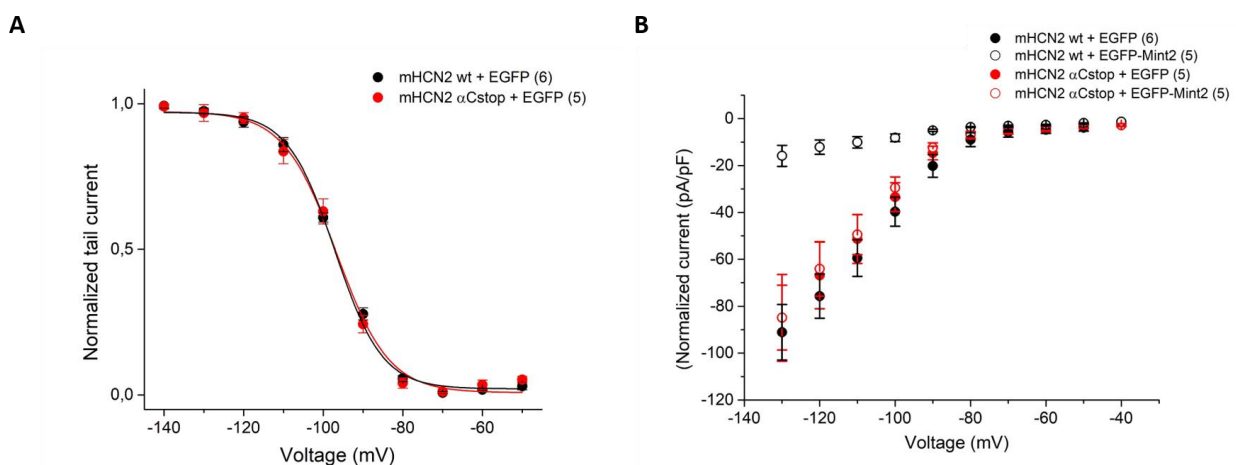 A
mHCN2 wt + EGFP (6)
mHCN2 αCstop + EGFP (5)
1,0
0,5
0,0
Normalized tail current
-140
-120
-100
-80
-60
Voltage (mV)
B
mHCN2 wt + EGFP (6)
mHCN2 wt + EGFP-Mint2 (5)
mHCN2 αCstop + EGFP (5)
mHCN2 αCstop + EGFP-Mint2 (5)
0
-20
-40
-60
-80
-100
-120
(Normalized current (pA/pF)
-140
-120
-100
-80
-60
-40
Voltage (mV)